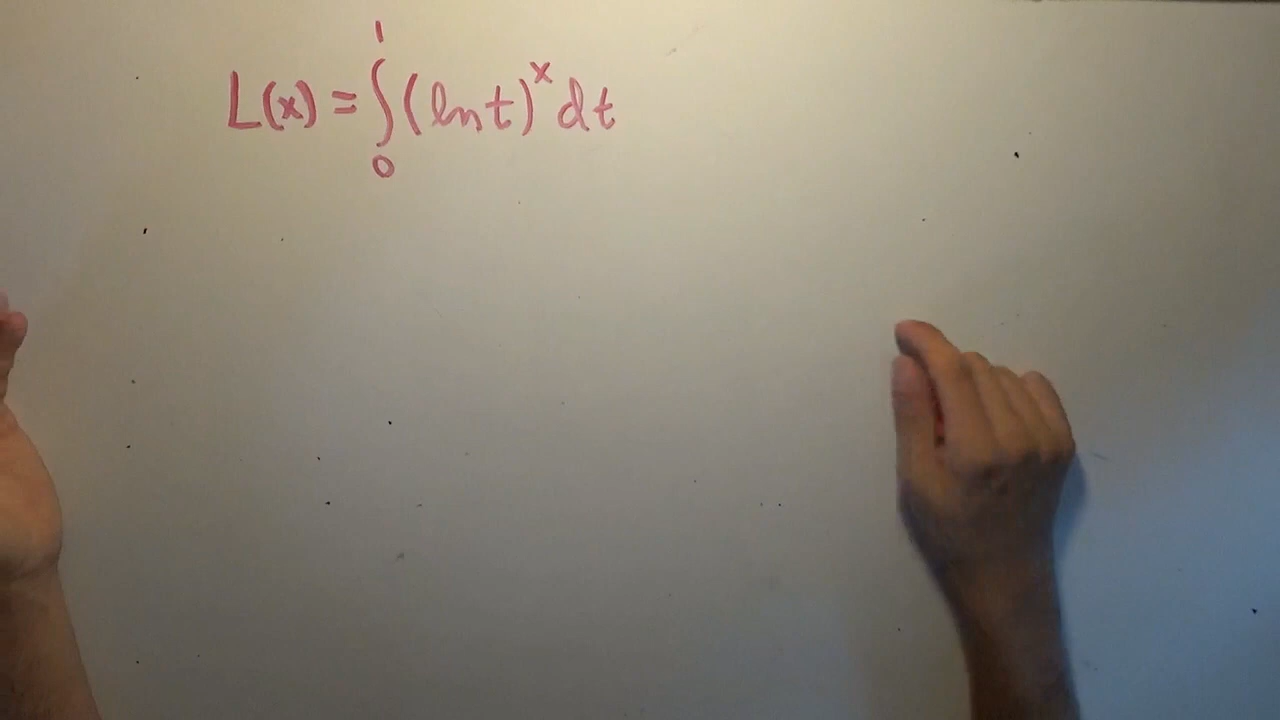 L(x) = ∫₀¹ (ln t)ˣ dt